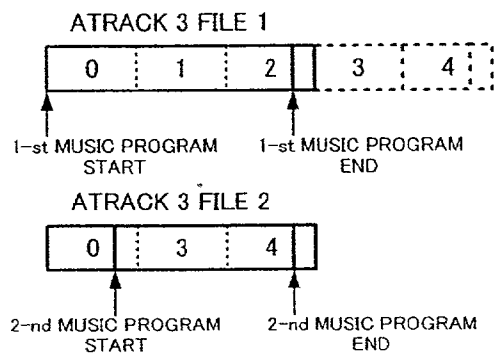 ATRACK 3 FILE 1
0 1 2 3 4
1-st MUSIC PROGRAM START
1-st MUSIC PROGRAM END
ATRACK 3 FILE 2
0 3 4
2-nd MUSIC PROGRAM START
2-nd MUSIC PROGRAM END